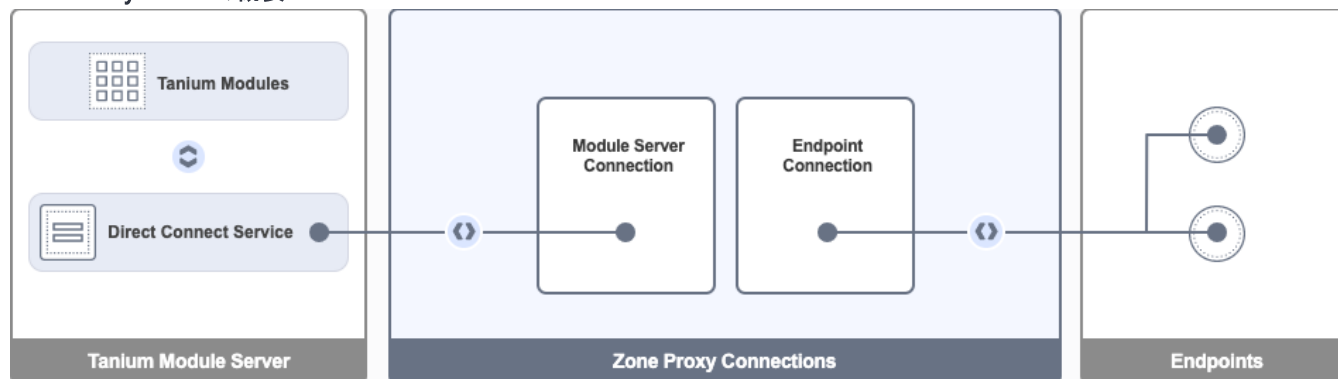 Tanium Modules
Module Server
Connection
Endpoint
Connection
Direct Connect Service
Tanium Module Server
Zone Proxy Connections
Endpoints